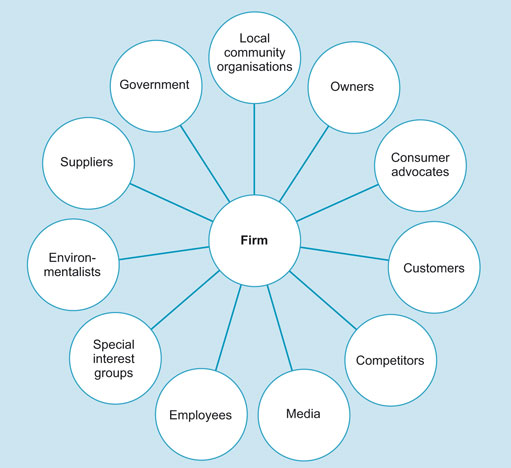 Local
community
organisations
Government
Owners
Suppliers
Consumer
advocates
Firm
Environ-
mentalists
Customers
Special
interest
groups
Competitors
Employees
Media